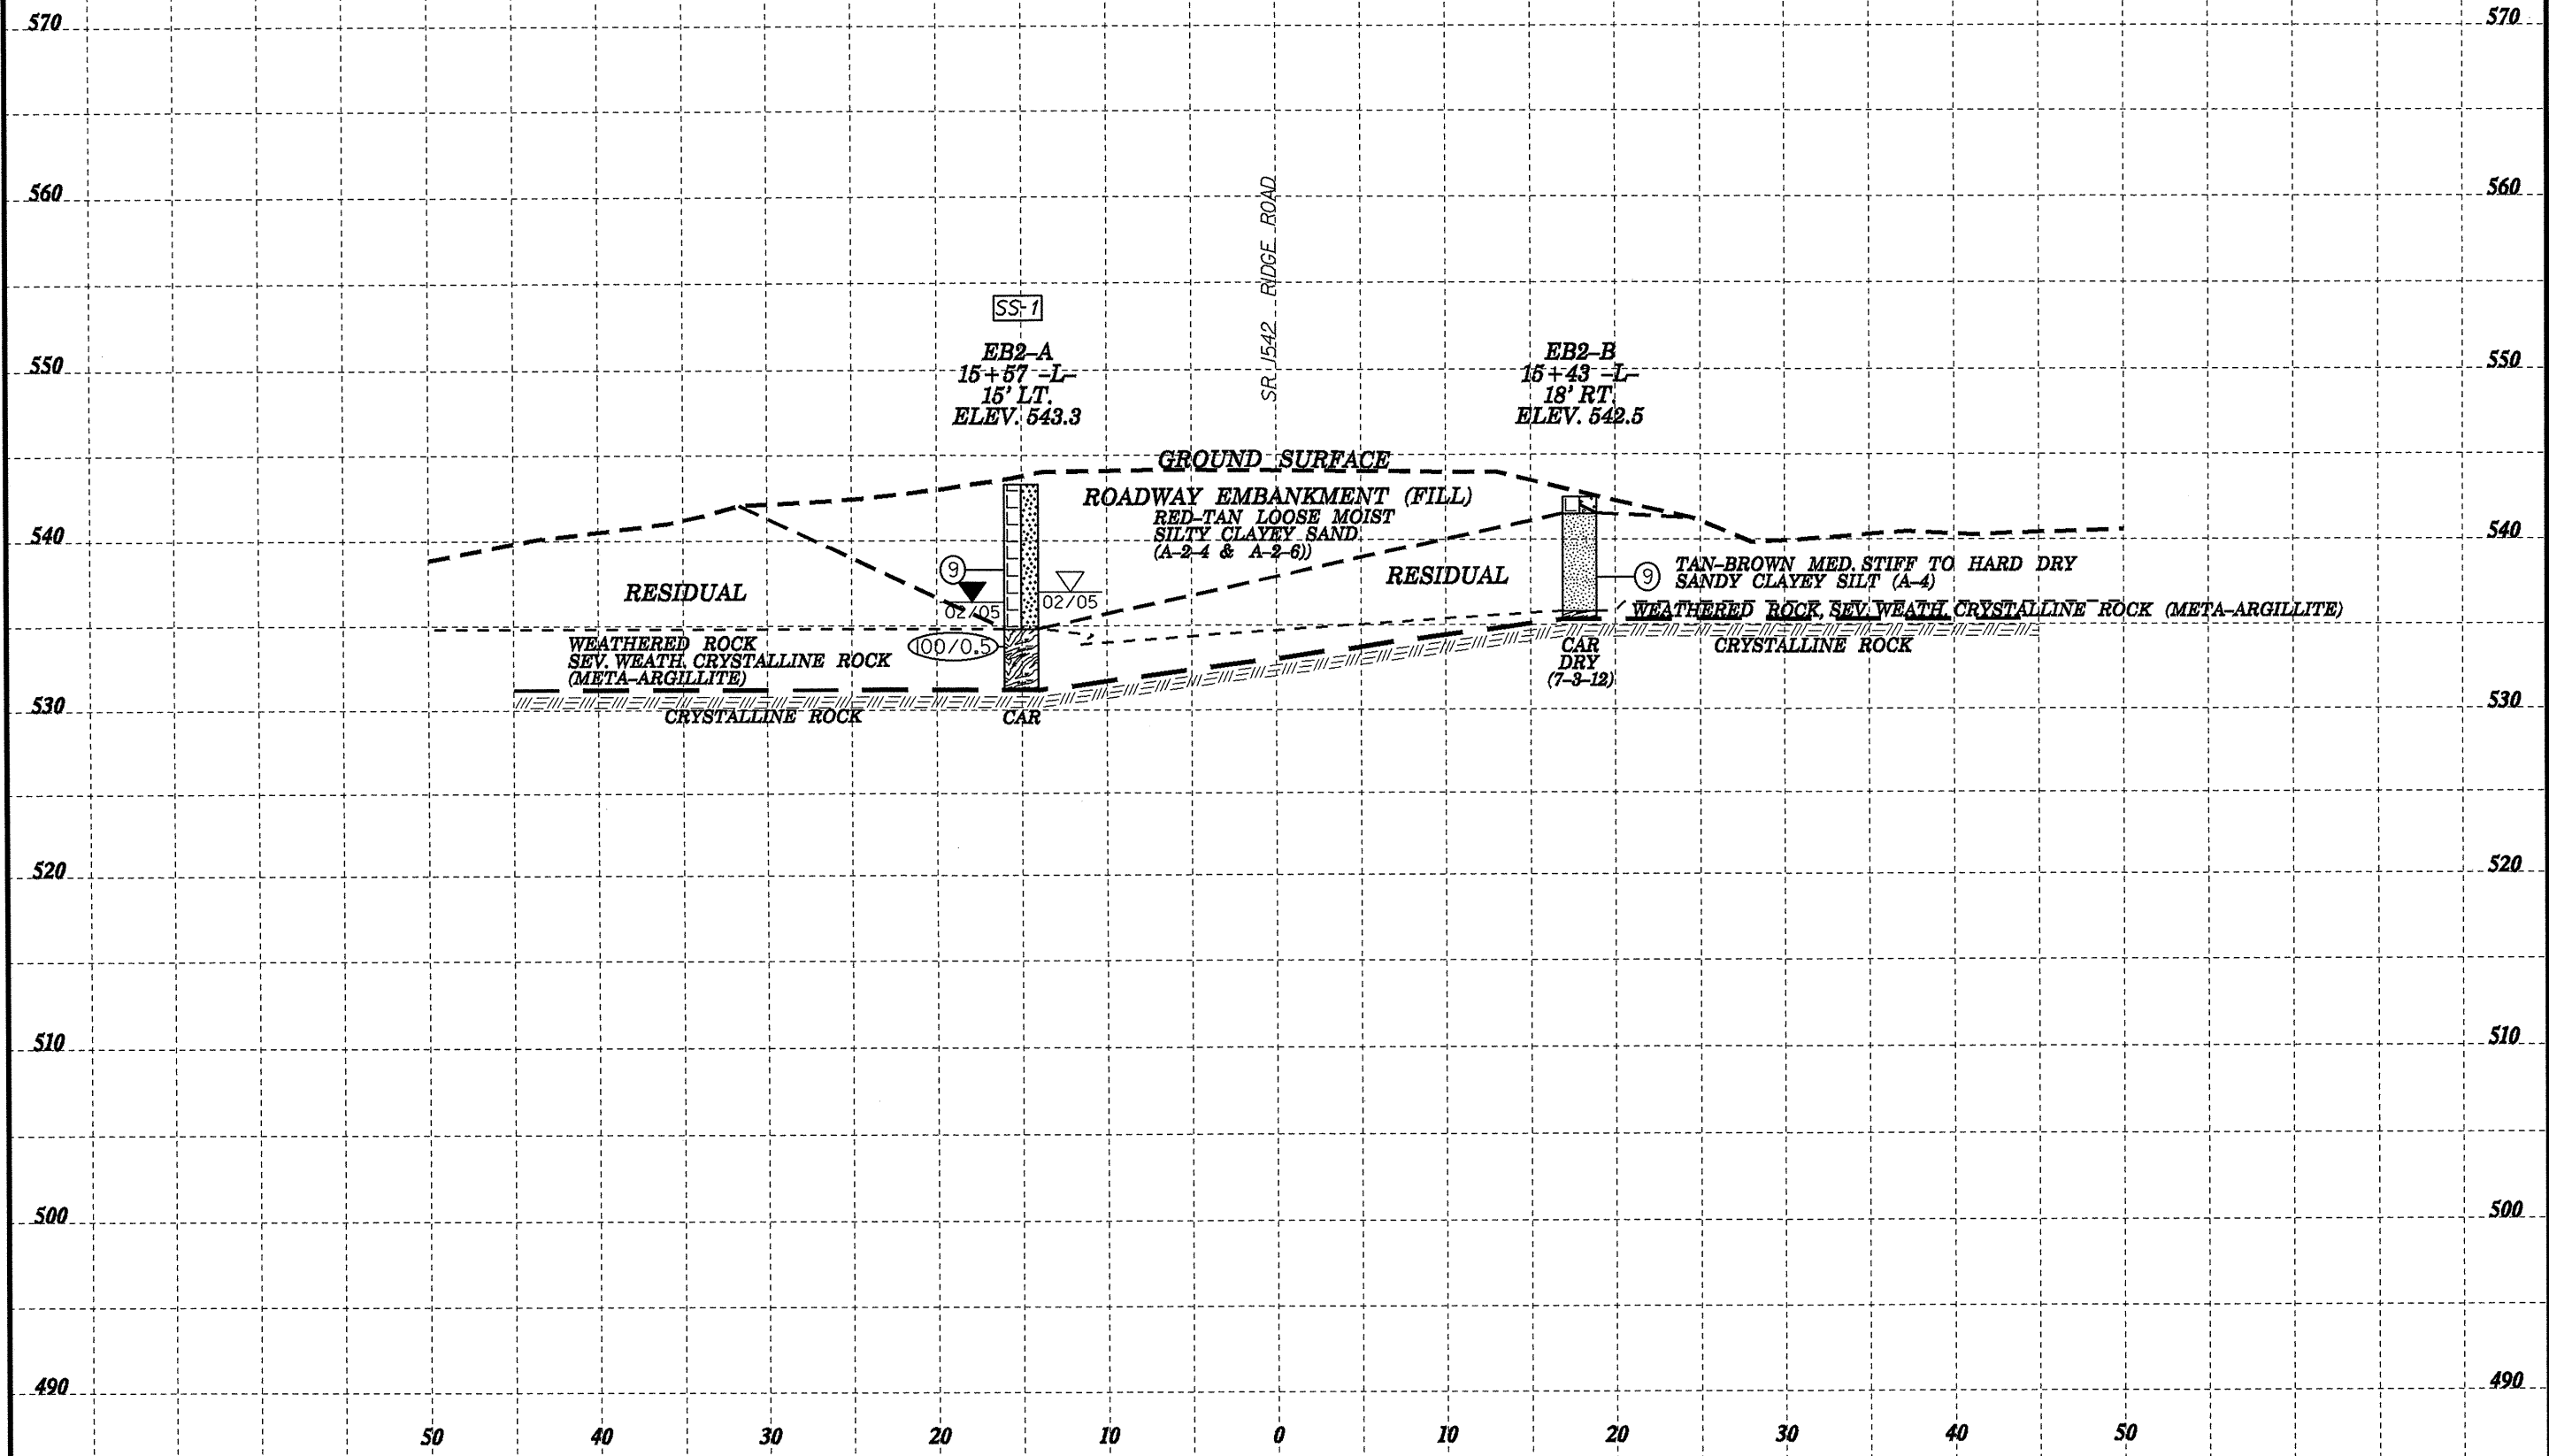 570 570
560 560
SR 1542 RIDGE ROAD
SS-1
EB2-A
15+57 -L-
15' LT.
ELEV. 543.3
EB2-B
15+43 -L-
18' RT.
ELEV. 542.5
550 550
GROUND SURFACE
ROADWAY EMBANKMENT (FILL)
RED-TAN LOOSE MOIST
SILTY CLAYEY SAND
(A-2-4 & A-2-6))
540 540
9
02/05
02/05
RESIDUAL
RESIDUAL
9
TAN-BROWN MED. STIFF TO HARD DRY
SANDY CLAYEY SILT (A-4)
WEATHERED ROCK, SEV. WEATH. CRYSTALLINE ROCK (META-ARGILLITE)
WEATHERED ROCK
SEV. WEATH. CRYSTALLINE ROCK
(META-ARGILLITE)
100/0.5
?
CAR
DRY
(7-3-12)
CRYSTALLINE ROCK
530 530
CRYSTALLINE ROCK
CAR
520 520
510 510
500 500
490 490
50 40 30 20 10 0 10 20 30 40 50